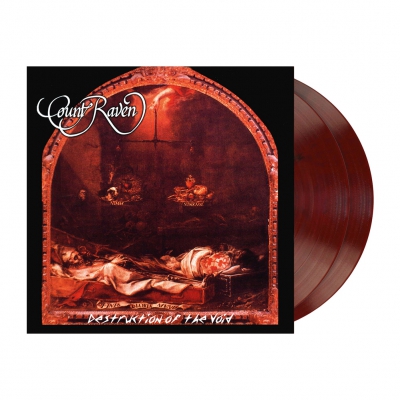 Count Raven
Destruction of the Void